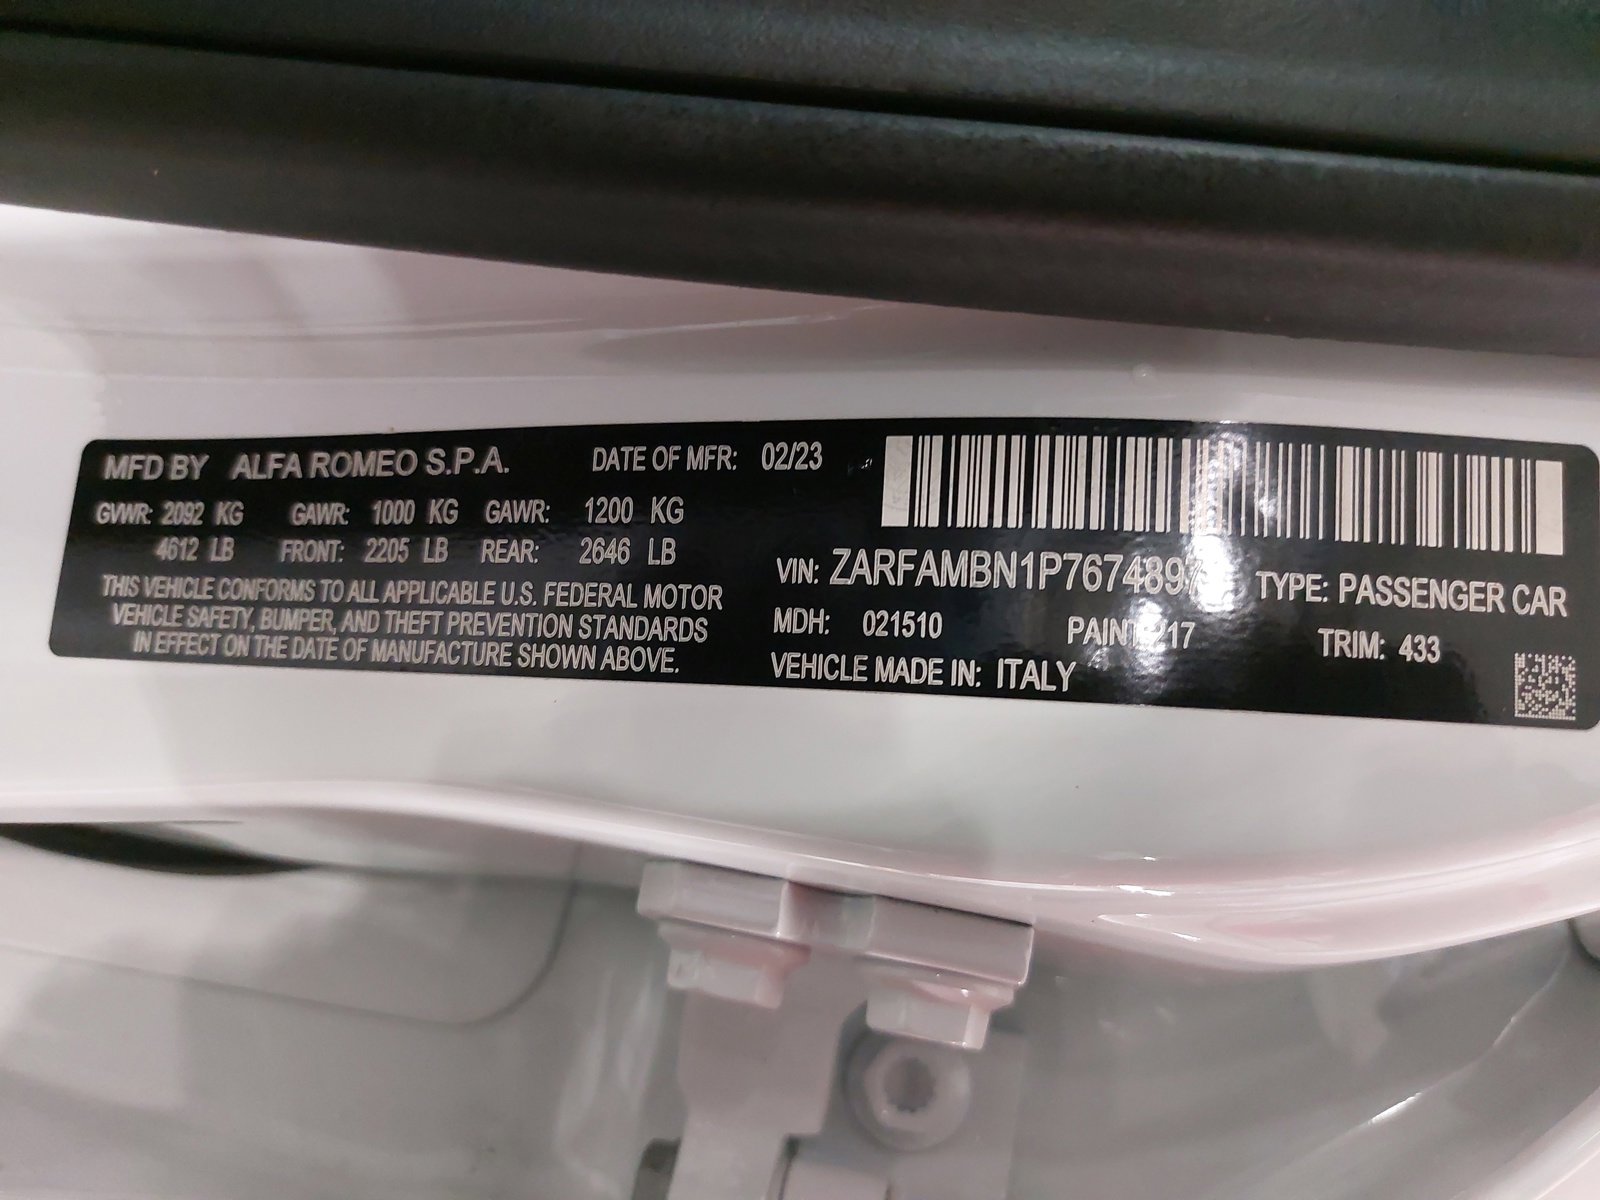 MFD BY ALFA ROMEO S.P.A. DATE OF MFR: 02/23
GVWR: 2092 KG GAWR: 1000 KG GAWR: 1200 KG
4612 LB FRONT: 2205 LB REAR: 2646 LB
THIS VEHICLE CONFORMS TO ALL APPLICABLE U.S. FEDERAL MOTOR
VEHICLE SAFETY, BUMPER, AND THEFT PREVENTION STANDARDS
IN EFFECT ON THE DATE OF MANUFACTURE SHOWN ABOVE.
VIN: ZARFAMBN1P7674897 TYPE: PASSENGER CAR
MDH: 021510 PAINT: 217 TRIM: 433
VEHICLE MADE IN: ITALY